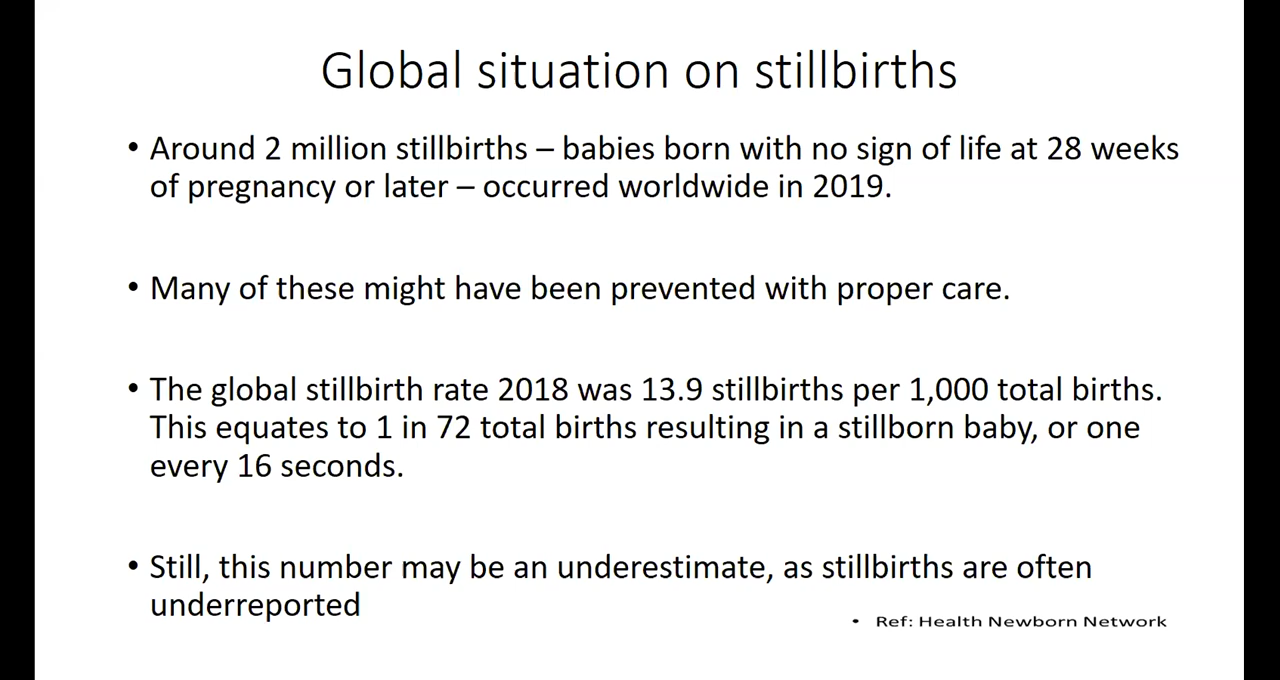 Global situation on stillbirths
• Around 2 million stillbirths – babies born with no sign of life at 28 weeks
of pregnancy or later – occurred worldwide in 2019.
• Many of these might have been prevented with proper care.
• The global stillbirth rate 2018 was 13.9 stillbirths per 1,000 total births.
This equates to 1 in 72 total births resulting in a stillborn baby, or one
every 16 seconds.
• Still, this number may be an underestimate, as stillbirths are often
underreported
• Ref: Health Newborn Network